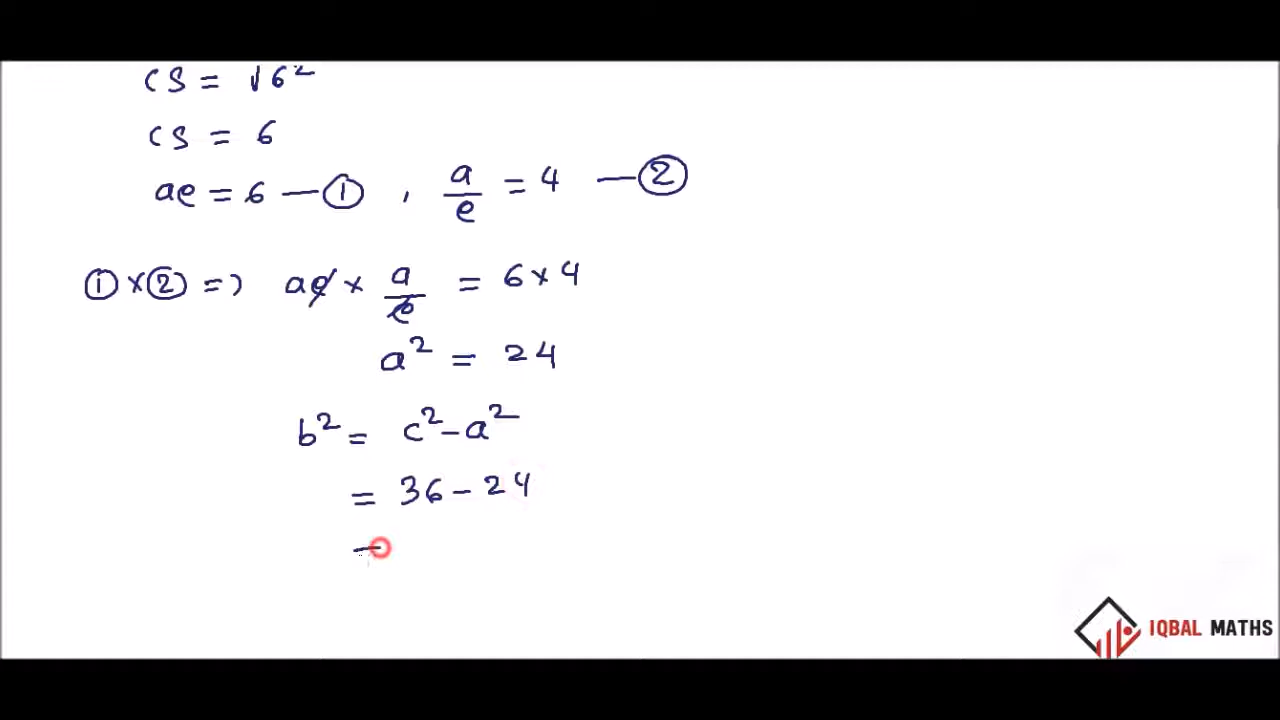 CS = √6²
CS = 6
ae = 6 — ① , a/e = 4 — ②
① × ② => ae × a/e = 6 × 4
a² = 24
b² = c² - a²
= 36 - 24
IQBAL MATHS